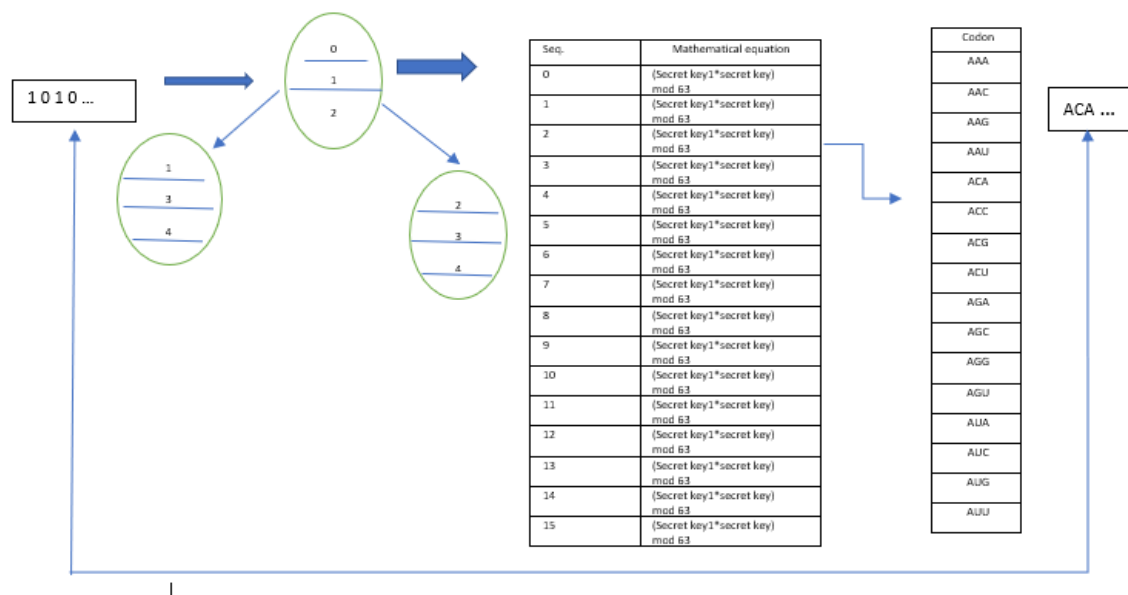 1 0 1 0 ...
0
1
2
1
3
4
2
3
4
Seq. Mathematical equation
0 (Secret key1*secret key)
mod 63
1 (Secret key1*secret key)
mod 63
2 (Secret key1*secret key)
mod 63
3 (Secret key1*secret key)
mod 63
4 (Secret key1*secret key)
mod 63
5 (Secret key1*secret key)
mod 63
6 (Secret key1*secret key)
mod 63
7 (Secret key1*secret key)
mod 63
8 (Secret key1*secret key)
mod 63
9 (Secret key1*secret key)
mod 63
10 (Secret key1*secret key)
mod 63
11 (Secret key1*secret key)
mod 63
12 (Secret key1*secret key)
mod 63
13 (Secret key1*secret key)
mod 63
14 (Secret key1*secret key)
mod 63
15 (Secret key1*secret key)
mod 63
Codon
AAA
AAC
AAG
AAU
ACA
ACC
ACG
ACU
AGA
AGC
AGG
AGU
AUA
AUC
AUG
AUU
ACA ...